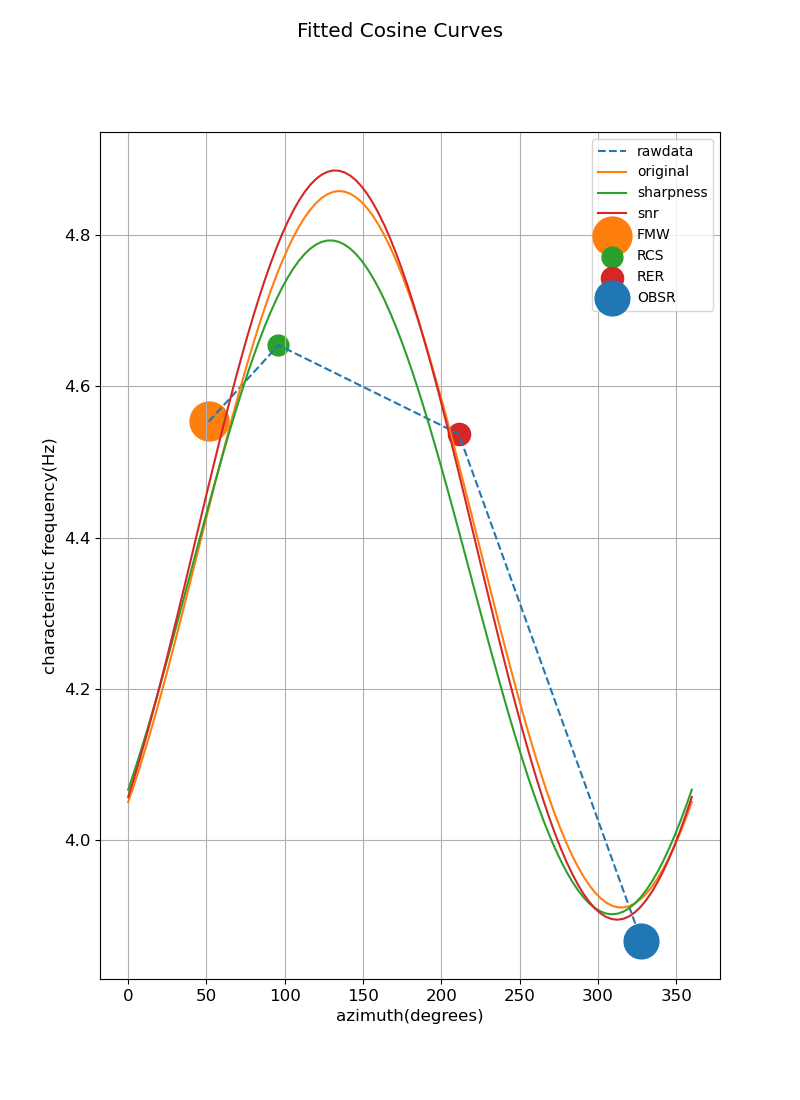 Fitted Cosine Curves
rawdata
original
sharpness
snr
FMW
RCS
RER
OBSR
characteristic frequency(Hz)
4.8
4.6
4.4
4.2
4.0
0 50 100 150 200 250 300 350
azimuth(degrees)